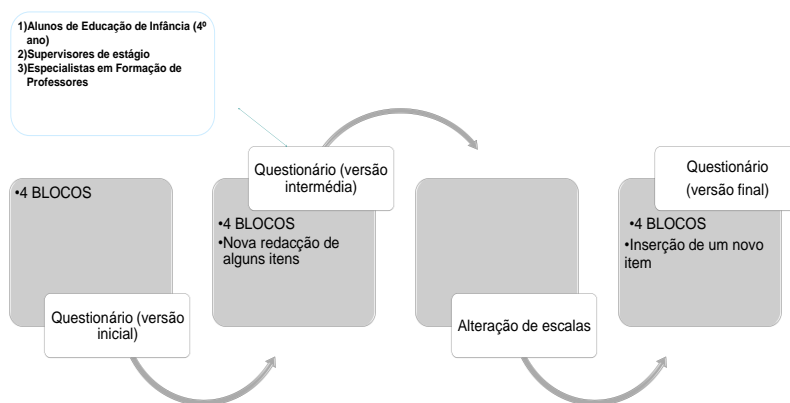 1)Alunos de Educação de Infância (4º
ano)
2)Supervisores de estágio
3)Especialistas em Formação de
Professores
•4 BLOCOS
Questionário (versão
inicial)
Questionário (versão
intermédia)
•4 BLOCOS
•Nova redacção de
alguns itens
Alteração de escalas
Questionário
(versão final)
•4 BLOCOS
•Inserção de um novo
item